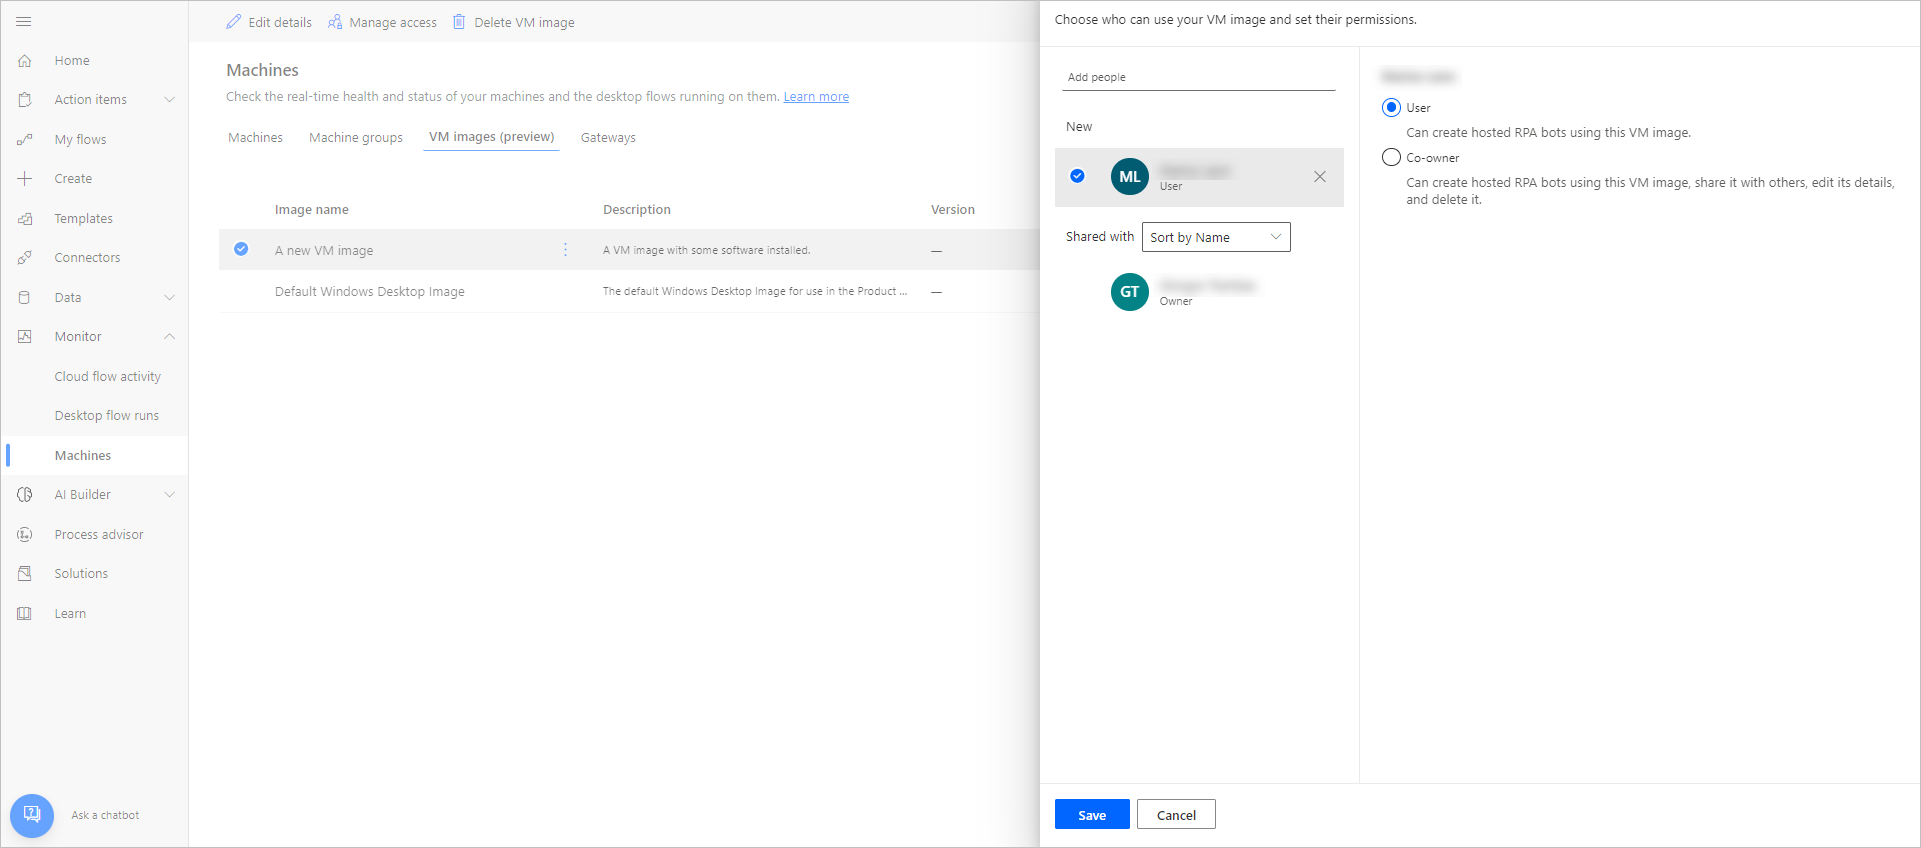 Edit details
Manage access
Delete VM image
Choose who can use your VM image and set their permissions.
Home
Action items
My flows
Create
Templates
Connectors
Data
Monitor
Cloud flow activity
Desktop flow runs
Machines
AI Builder
Process advisor
Solutions
Learn
Ask a chatbot
Machines
Check the real-time health and status of your machines and the desktop flows running on them. Learn more
Machines
Machine groups
VM images (preview)
Gateways
Image name
Description
Version
A new VM image
A VM image with some software installed.
—
Default Windows Desktop Image
The default Windows Desktop Image for use in the Product ...
—
Add people
New
ML
User
Shared with
Sort by Name
GT
Owner
User
Can create hosted RPA bots using this VM image.
Co-owner
Can create hosted RPA bots using this VM image, share it with others, edit its details,
and delete it.
Save
Cancel